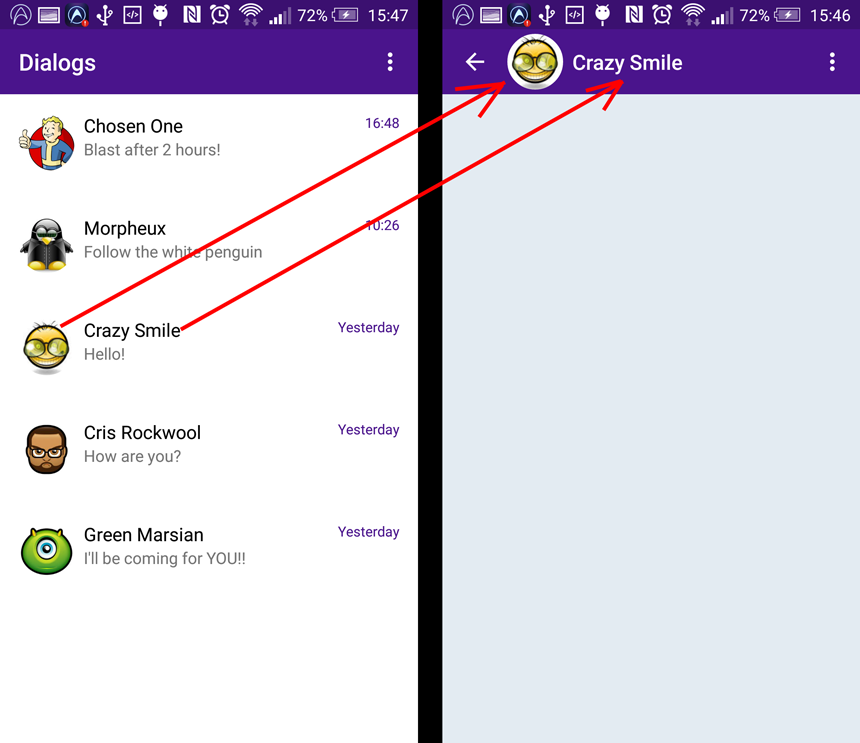 72% 15:47
Dialogs
Chosen One 16:48
Blast after 2 hours!
Morpheux 10:26
Follow the white penguin
Crazy Smile Yesterday
Hello!
Cris Rockwool Yesterday
How are you?
Green Marsian Yesterday
I'll be coming for YOU!!
72% 15:46
Crazy Smile